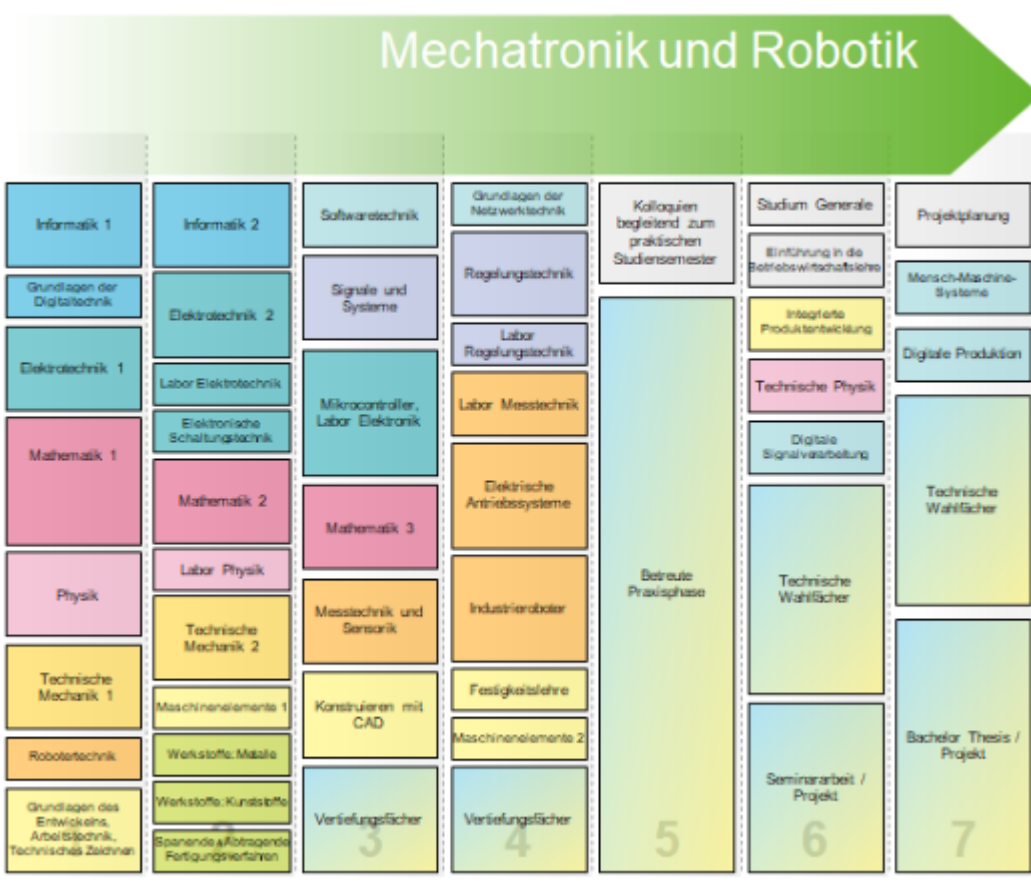 Mechatronik und Robotik
Informatik 1
Grundlagen der
Digitaltechnik
Elektrotechnik 1
Mathematik 1
Physik
Technische
Mechanik 1
Robotertechnik
Grundlagen des
Entwickelns,
Arbeitstechnik,
Technisches Zeichnen
1
Informatik 2
Elektrotechnik 2
Labor Elektrotechnik
Elektronische
Schaltungstechnik
Mathematik 2
Labor Physik
Technische
Mechanik 2
Maschinenelemente 1
Werkstoffe: Metalle
Werkstoffe: Kunststoffe
Spanende & Abtragende
Fertigungsverfahren
2
Softwaretechnik
Signale und
Systeme
Mikrocontroller,
Labor Elektronik
Mathematik 3
Messtechnik und
Sensorik
Konstruieren mit
CAD
Vertiefungsfächer
3
Grundlagen der
Netzwerktechnik
Regelungstechnik
Labor
Regelungstechnik
Labor Messtechnik
Elektrische
Antriebssysteme
Industrieroboter
Festigkeitslehre
Maschinenelemente 2
Vertiefungsfächer
4
Kolloquien
begleitend zum
praktischen
Studiensemester
Betreute
Praxisphase
5
Studium Generale
Einführung in die
Betriebswirtschaftslehre
Integrierte
Produktentwicklung
Technische Physik
Digitale
Signalverarbeitung
Technische
Wahlfächer
Seminararbeit /
Projekt
6
Projektplanung
Mensch-Maschine-
Systeme
Digitale Produktion
Technische
Wahlfächer
Bachelor Thesis /
Projekt
7